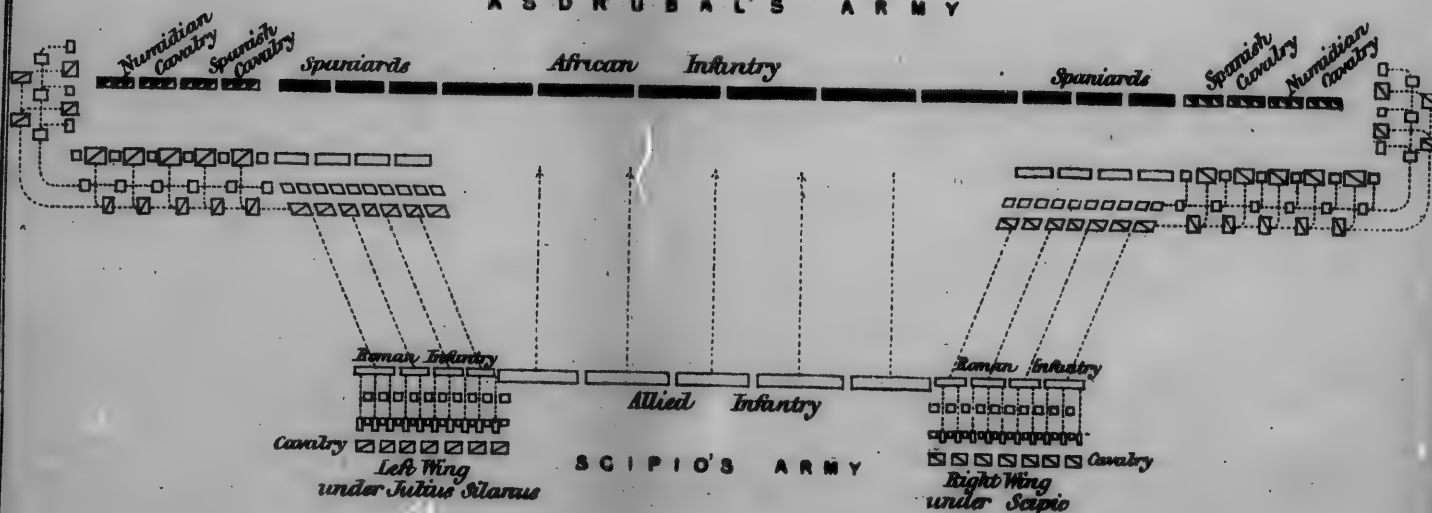 ASDRUBAL'S ARMY
Numidian Cavalry
Spanish Cavalry
Spaniards
African Infantry
Spaniards
Spanish Cavalry
Numidian Cavalry
Roman Infantry
Roman Infantry
Allied Infantry
Cavalry
Cavalry
Left Wing
under Julius Silanus
SCIPIO'S ARMY
Right Wing
under Scipio